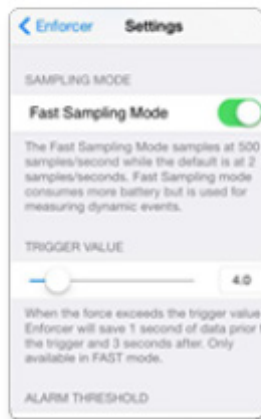 Enforcer Settings
SAMPLING MODE
Fast Sampling Mode
The Fast Sampling Mode samples at 500
samples/second while the default is at 2
samples/seconds. Fast Sampling mode
consumes more battery but is used for
measuring dynamic events.
TRIGGER VALUE
4.0
When the force exceeds the trigger value
Enforcer will save 1 second of data prior
the trigger and 3 seconds after. Only
available in FAST mode.
ALARM THRESHOLD